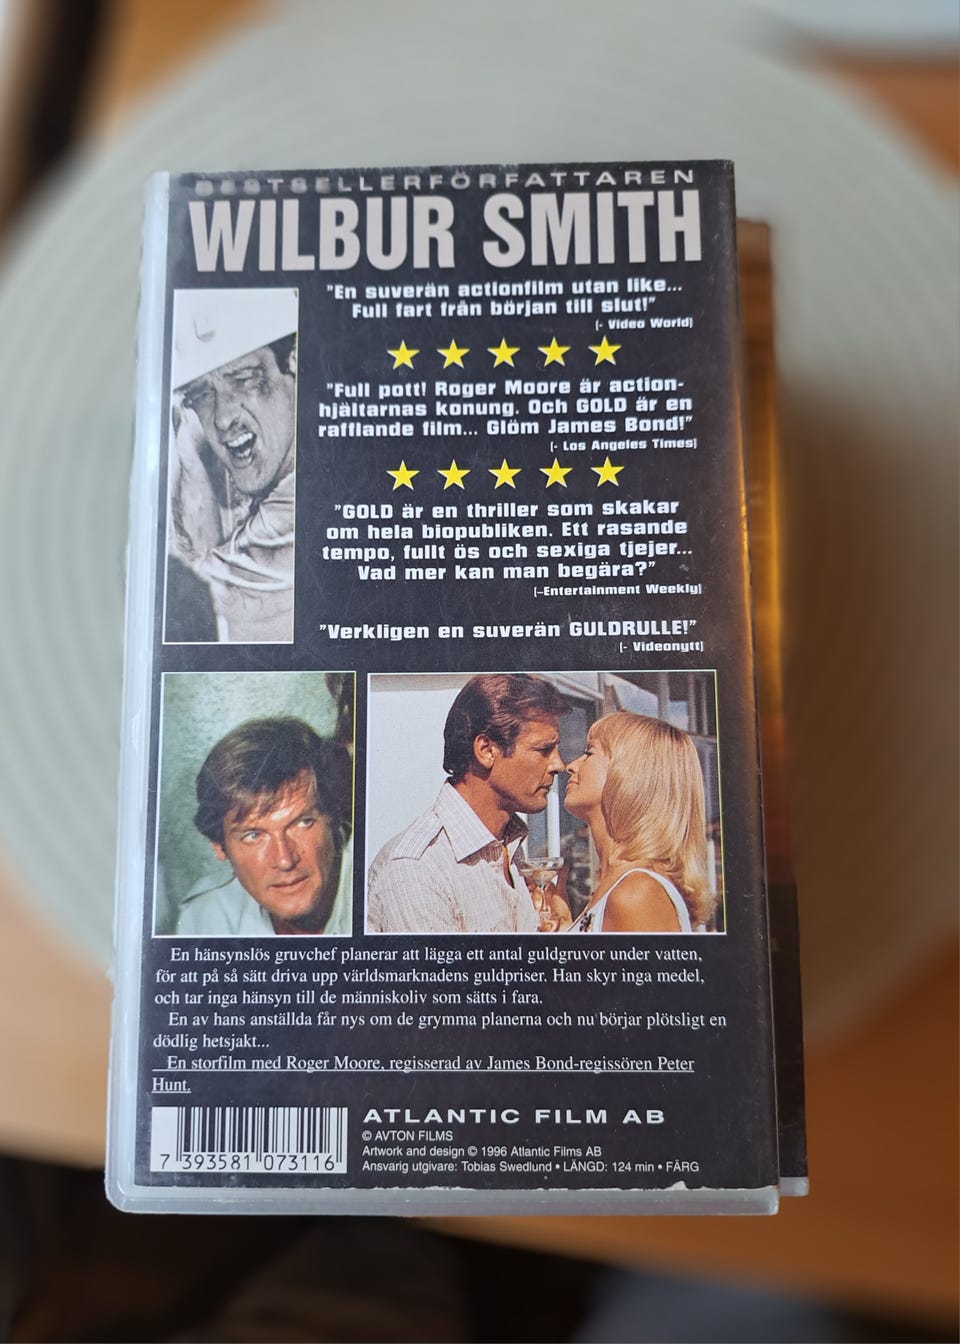 BESTSELLERFÖRFATTAREN
WILBUR SMITH
"En suverän actionfilm utan like...
Full fart från början till slut!"
(- Video World)
"Full pott! Roger Moore är action-
hjältarnas konung. Och GOLD är en
rafflande film... Glöm James Bond!"
(- Los Angeles Times)
"GOLD är en thriller som skakar
om hela biopubliken. Ett rasande
tempo, fullt ös och sexiga tjejer...
Vad mer kan man begära?"
(–Entertainment Weekly)
"Verkligen en suverän GULDRULLE!"
(- Videonytt)
En hänsynslös gruvchef planerar att lägga ett antal guldgruvor under vatten,
för att på så sätt driva upp världsmarknadens guldpriser. Han skyr inga medel,
och tar inga hänsyn till de människoliv som sätts i fara.
En av hans anställda får nys om de grymma planerna och nu börjar plötsligt en
dödlig hetsjakt...
En storfilm med Roger Moore, regisserad av James Bond-regissören Peter
Hunt.
7 393581 073116
ATLANTIC FILM AB
© AVTON FILMS
Artwork and design © 1996 Atlantic Films AB
Ansvarig utgivare: Tobias Swedlund • LÄNGD: 124 min • FÄRG